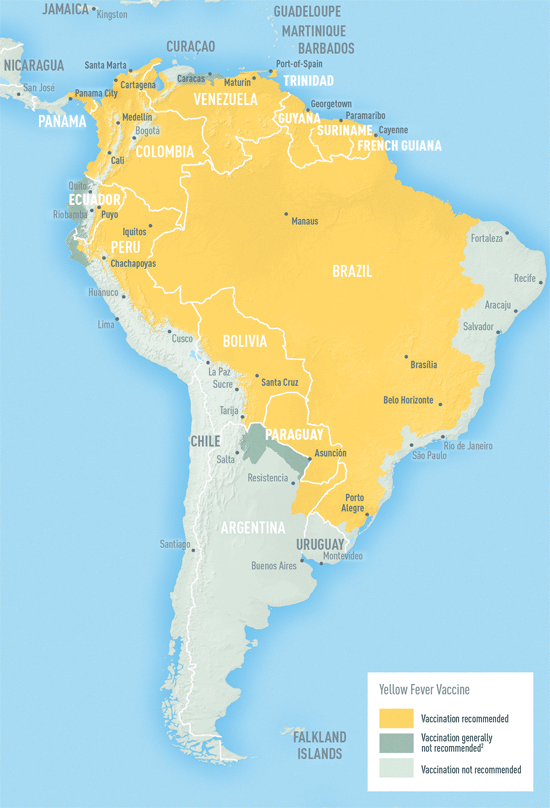 JAMAICA
Kingston
GUADELOUPE
MARTINIQUE
BARBADOS
CURAÇAO
NICARAGUA
San José
Santa Marta
Cartagena
Panama City
PANAMA
Caracas
Maturin
Port-of-Spain
TRINIDAD
VENEZUELA
Georgetown
GUYANA
Paramaribo
SURINAME
Cayenne
FRENCH GUIANA
Medellín
Bogotá
COLOMBIA
Cali
Quito
ECUADOR
Riobamba
Puyo
Iquitos
PERU
Chachapoyas
Manaus
BRAZIL
Fortaleza
Recife
Aracaju
Salvador
Huánuco
Lima
Cusco
BOLIVIA
La Paz
Santa Cruz
Sucre
Brasília
Belo Horizonte
Tarija
CHILE
PARAGUAY
Rio de Janeiro
São Paulo
Salta
Asunción
Resistencia
Porto
Alegre
ARGENTINA
URUGUAY
Santiago
Montevideo
Buenos Aires
FALKLAND
ISLANDS
Yellow Fever Vaccine
Vaccination recommended
Vaccination generally
not recommended²
Vaccination not recommended